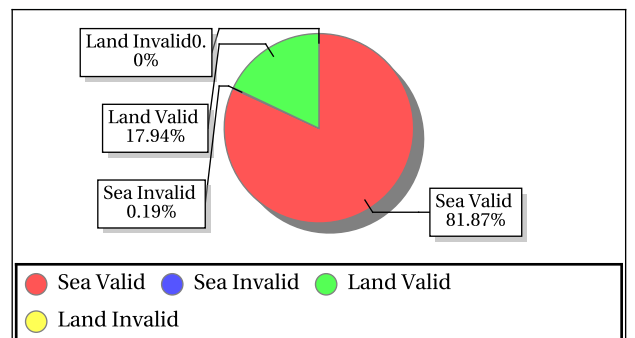 Land Invalid0.
0%
Land Valid
17.94%
Sea Invalid
0.19%
Sea Valid
81.87%
Sea Valid
Sea Invalid
Land Valid
Land Invalid